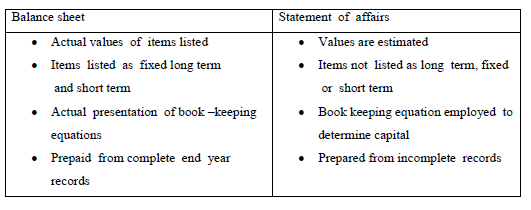 Balance sheet
• Actual values of items listed
• Items listed as fixed long term
and short term
• Actual presentation of book –keeping
equations
• Prepaid from complete end year
records
Statement of affairs
• Values are estimated
• Items not listed as long term, fixed
or short term
• Book keeping equation employed to
determine capital
• Prepared from incomplete records